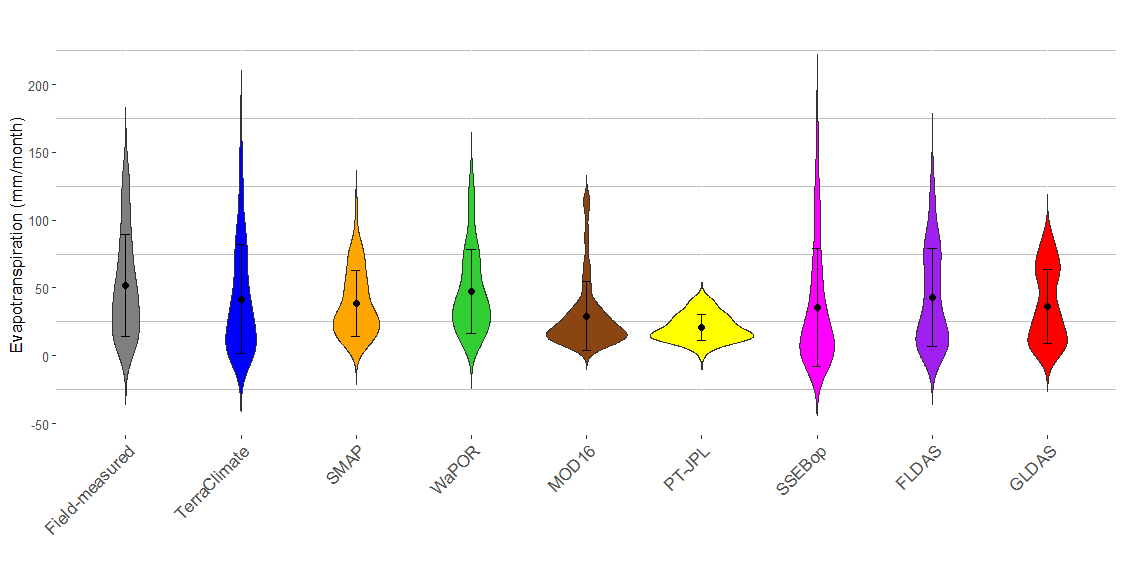 Evapotranspiration (mm/month)
200
150
100
50
0
-50
Field-measured
TerraClimate
SMAP
WaPOR
MOD16
PT-JPL
SSEBop
FLDAS
GLDAS